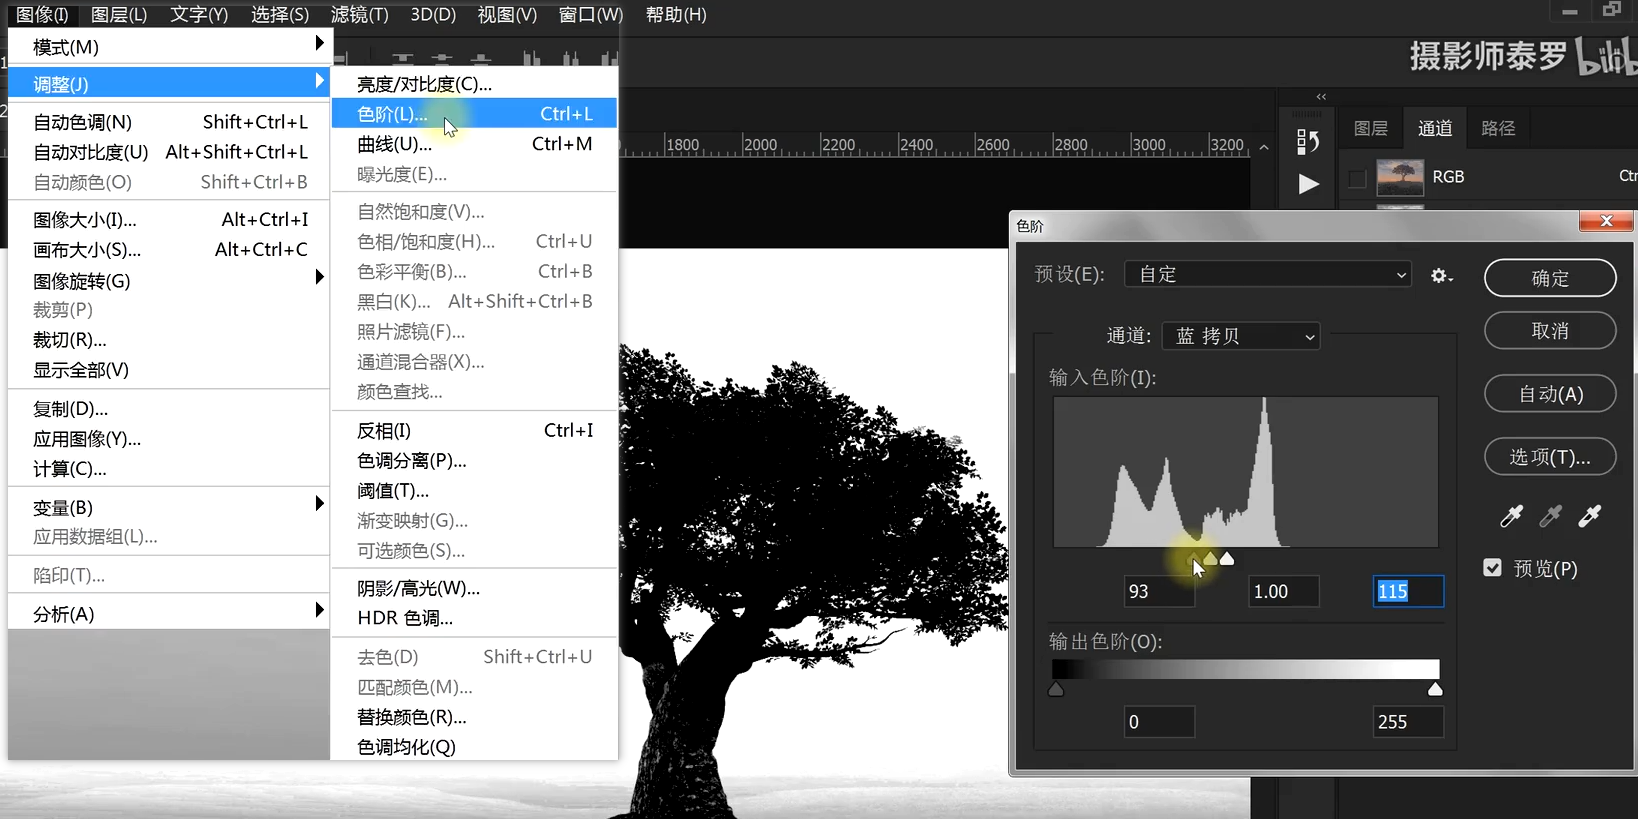 图像(I) 图层(L) 文字(Y) 选择(S) 滤镜(T) 3D(D) 视图(V) 窗口(W) 帮助(H)
摄影师泰罗
模式(M)
调整(J)
自动色调(N) Shift+Ctrl+L
自动对比度(U) Alt+Shift+Ctrl+L
自动颜色(O) Shift+Ctrl+B
图像大小(I)... Alt+Ctrl+I
画布大小(S)... Alt+Ctrl+C
图像旋转(G)
裁剪(P)
裁切(R)...
显示全部(V)
复制(D)...
应用图像(Y)...
计算(C)...
变量(B)
应用数据组(L)...
陷印(T)...
分析(A)
亮度/对比度(C)...
色阶(L)... Ctrl+L
曲线(U)... Ctrl+M
曝光度(E)...
自然饱和度(V)...
色相/饱和度(H)... Ctrl+U
色彩平衡(B)... Ctrl+B
黑白(K)... Alt+Shift+Ctrl+B
照片滤镜(F)...
通道混合器(X)...
颜色查找...
反相(I) Ctrl+I
色调分离(P)...
阈值(T)...
渐变映射(G)...
可选颜色(S)...
阴影/高光(W)...
HDR 色调...
去色(D) Shift+Ctrl+U
匹配颜色(M)...
替换颜色(R)...
色调均化(Q)
1800 2000 2200 2400 2600 2800 3000 3200
图层 通道 路径
RGB
色阶
预设(E): 自定
通道: 蓝 拷贝
输入色阶(I):
93 1.00 115
输出色阶(O):
0 255
确定
取消
自动(A)
选项(T)...
预览(P)